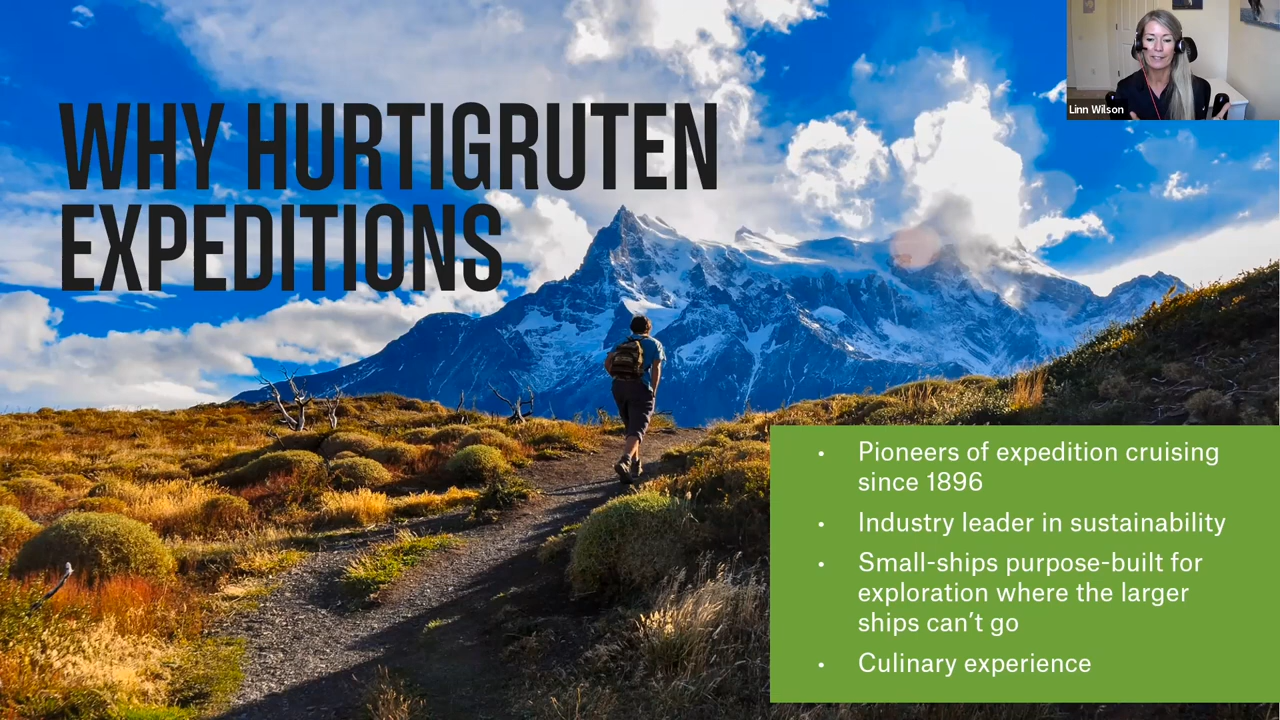 WHY HURTIGRUTEN
EXPEDITIONS
Linn Wilson
• Pioneers of expedition cruising
since 1896
• Industry leader in sustainability
• Small-ships purpose-built for
exploration where the larger
ships can’t go
• Culinary experience